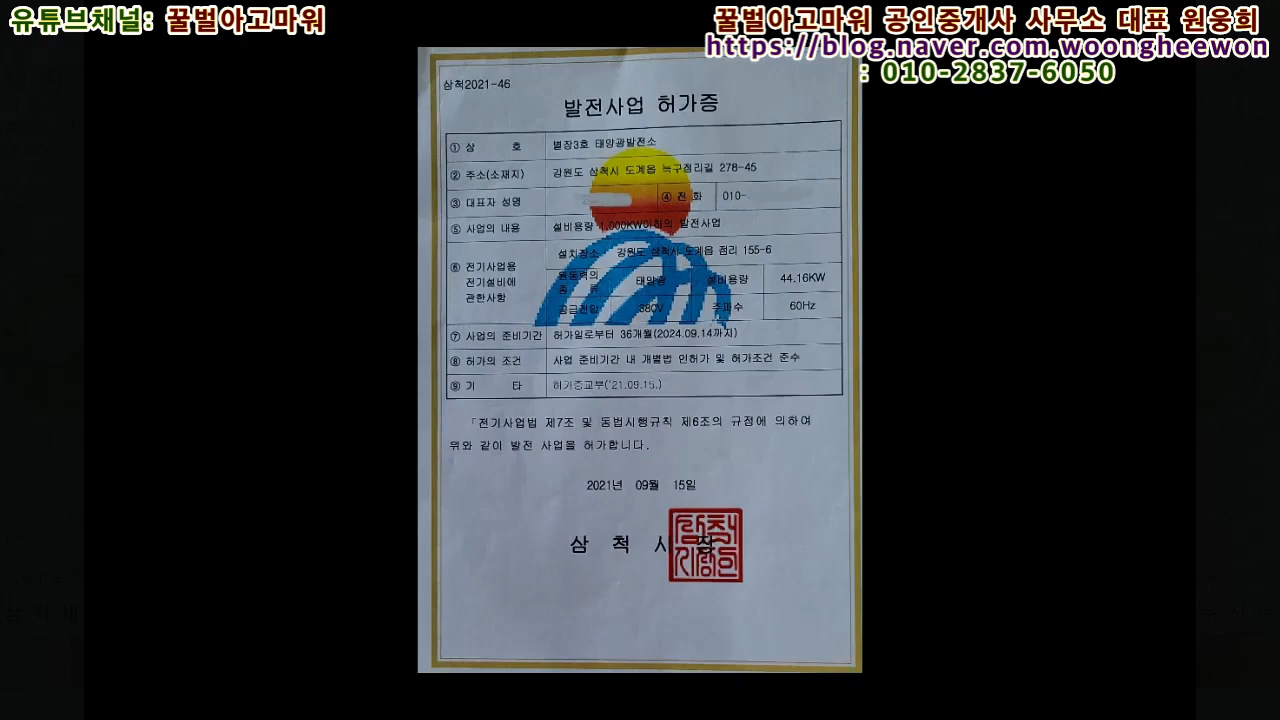 유튜브채널: 꿀벌아고마워
꿀벌아고마워 공인중개사 사무소 대표 원웅희
https://blog.naver.com.woongheewon
: 010-2837-6050
삼척2021-46
발전사업 허가증
① 상 호 별장3호 태양광발전소
② 주소(소재지) 강원도 삼척시 도계읍 늑구점리길 278-45
③ 대표자 성명 ④ 전 화 010-
⑤ 사업의 내용 설비용량 1,000KW이하의 발전사업
⑥ 전기사업용 전기설비에 관한사항
설치장소 강원도 삼척시 도계읍 점리 155-6
원동력의 종 류 태양광 설비용량 44.16KW
공급전압 380V 주파수 60Hz
⑦ 사업의 준비기간 허가일로부터 36개월(2024.09.14까지)
⑧ 허가의 조건 사업 준비기간 내 개별법 인허가 및 허가조건 준수
⑨ 기 타 허가증교부('21.09.15.)
「전기사업법 제7조 및 동법시행규칙 제6조의 규정에 의하여
위와 같이 발전 사업을 허가합니다.
2021년 09월 15일
삼 척 시 장